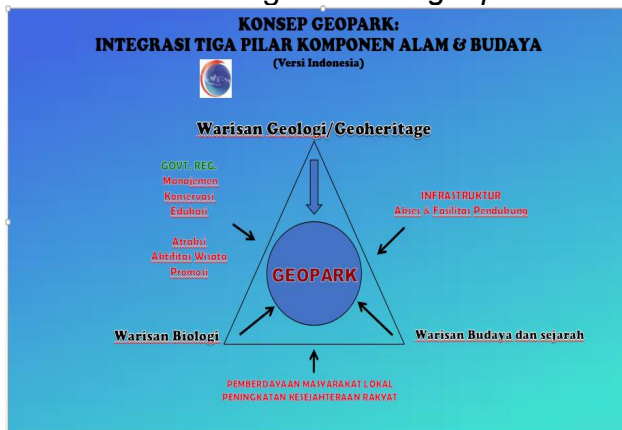 KONSEP GEOPARK:
INTEGRASI TIGA PILAR KOMPONEN ALAM & BUDAYA
(Versi Indonesia)
Warisan Geologi/Geoheritage
GOVT. REG.
Manajemen
Konservasi
Edukasi
Atraksi
Aktifitas Wisata
Promosi
INFRASTRUKTUR
Akses & Fasilitas Pendukung
GEOPARK
Warisan Biologi
Warisan Budaya dan sejarah
PEMBERDAYAAN MASYARAKAT LOKAL
PENINGKATAN KESEJAHTERAAN RAKYAT